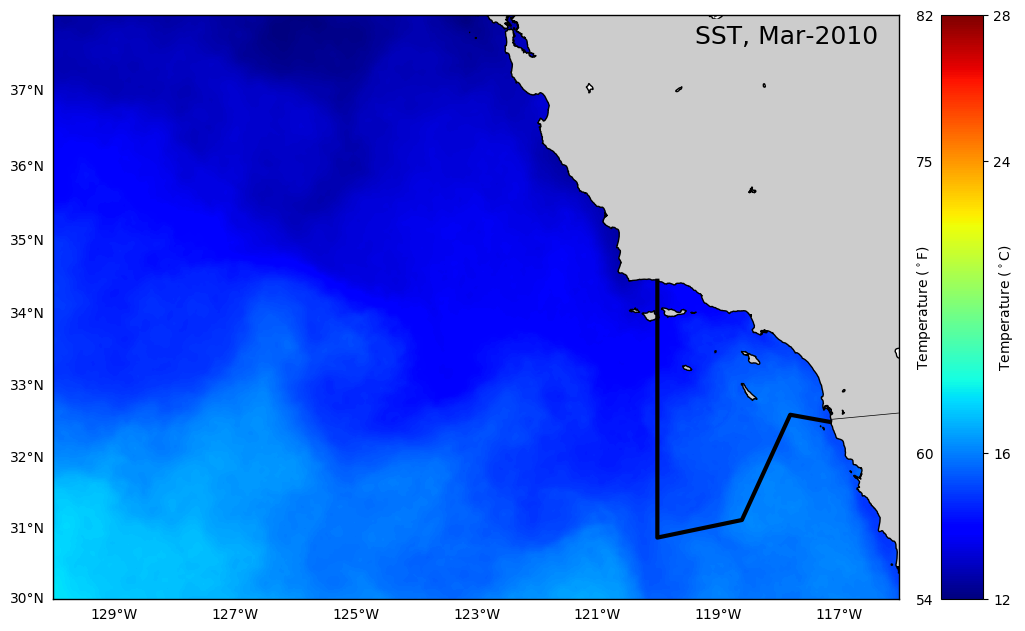 SST, Mar-2010
37°N
36°N
35°N
34°N
33°N
32°N
31°N
30°N
129°W
127°W
125°W
123°W
121°W
119°W
117°W
82
75
60
54
Temperature (°F)
28
24
16
12
Temperature (°C)